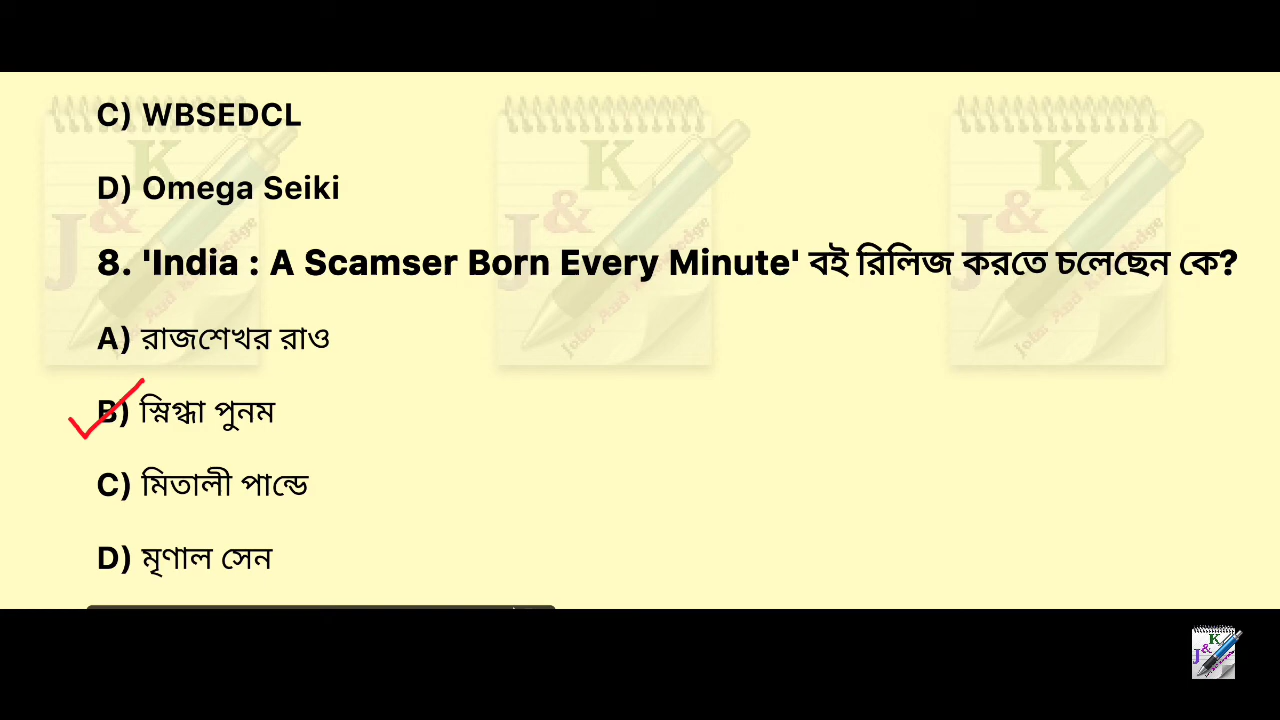 C) WBSEDCL
D) Omega Seiki
8. 'India : A Scamser Born Every Minute' বই রিলিজ করতে চলেছেন কে?
A) রাজশেখর রাও
B) স্নিগ্ধা পুনম
C) মিতালী পান্ডে
D) মৃণাল সেন
J&K
J&K
J&K
J&K